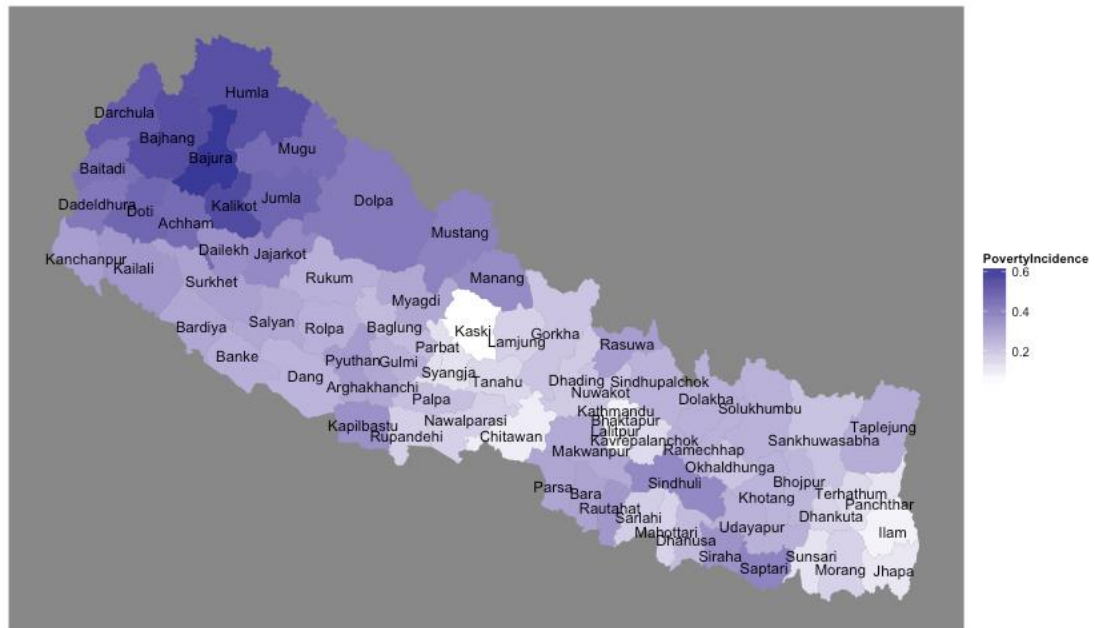 Humla
Darchula
Bajhang
Mugu
Bajura
Baitadi
Jumla
Dolpa
Dadeldhura
Doti
Kalikot
Achham
Mustang
Dailekh
Jajarkot
Kanchanpur
Kailali
Rukum
Manang
Surkhet
Myagdi
Salyan
Bardiya
Rolpa
Baglung
Kaski
Gorkha
Lamjung
Parbat
Rasuwa
Banke
Pyuthan
Gulmi
Syangja
Dang
Tanahu
Dhading
Sindhupalchok
Arghakhanchi
Nuwakot
Palpa
Dolakha
Solukhumbu
Kathmandu
Nawalparasi
Bhaktapur
Kapilbastu
Lalitpur
Taplejung
Rupandehi
Chitawan
Kavrepalanchok
Sankhuwasabha
Makwanpur
Ramechhap
Okhaldhunga
Sindhuli
Bhojpur
Parsa
Bara
Khotang
Terhathum
Panchthar
Rautahat
Sarlahi
Dhankuta
Mahottari
Udayapur
Ilam
Dhanusa
Siraha
Sunsari
Saptari
Morang
Jhapa
PovertyIncidence
0.6
0.4
0.2